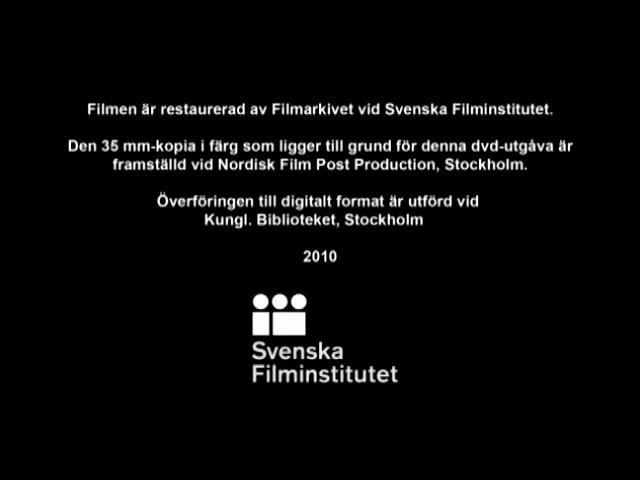 Filmen är restaurerad av Filmarkivet vid Svenska Filminstitutet.
Den 35 mm-kopia i färg som ligger till grund för denna dvd-utgåva är
framställd vid Nordisk Film Post Production, Stockholm.
Överföringen till digitalt format är utförd vid
Kungl. Biblioteket, Stockholm
2010
Svenska
Filminstitutet